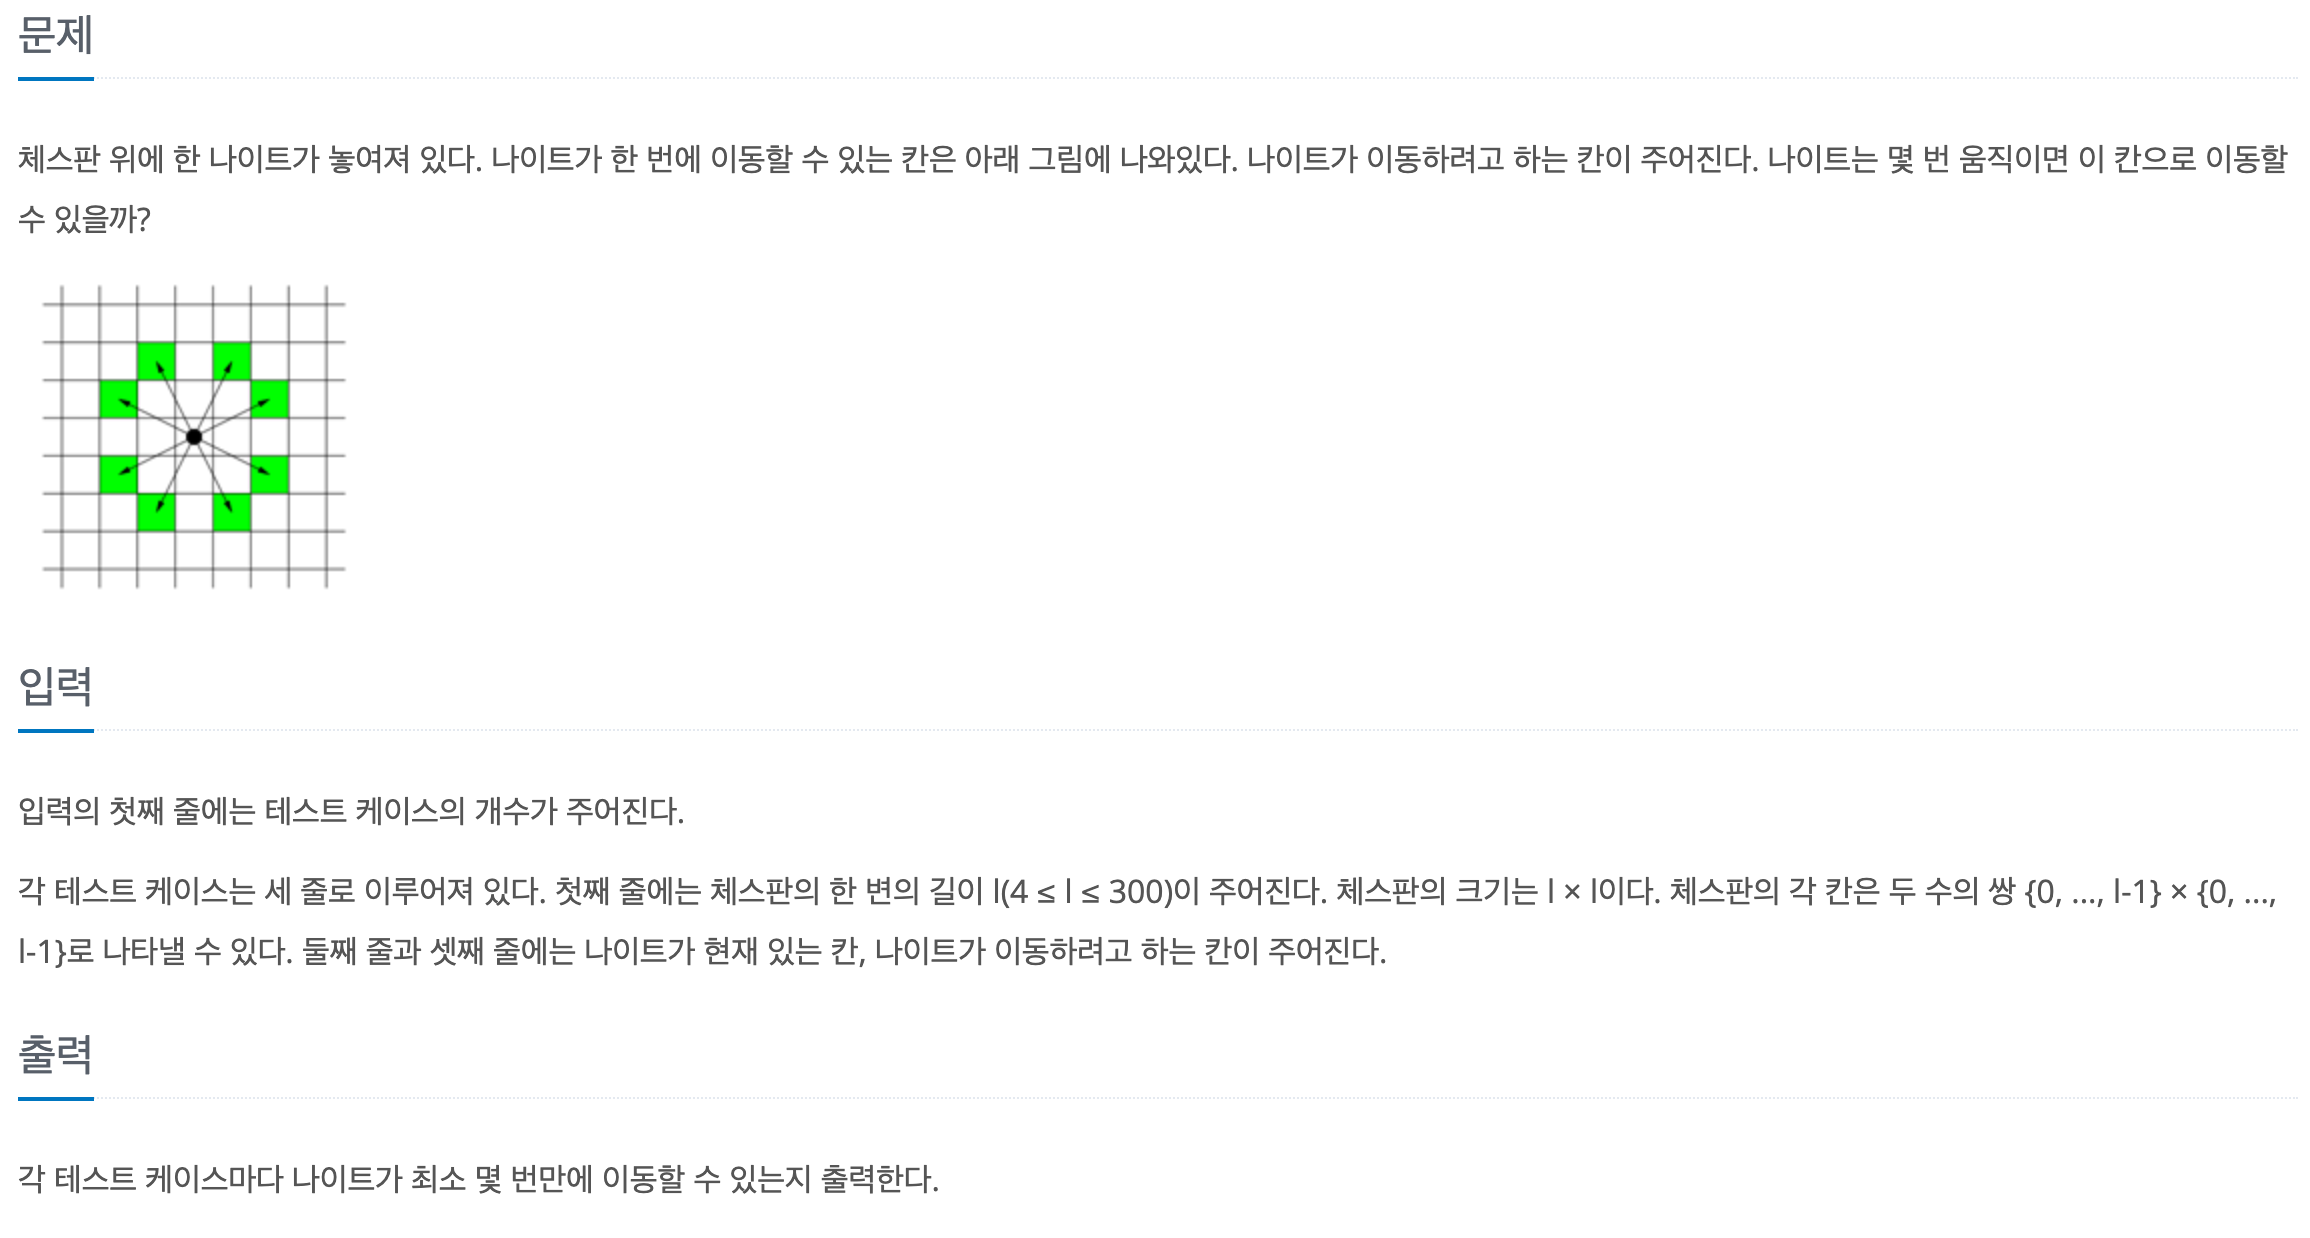 문제
체스판 위에 한 나이트가 놓여져 있다. 나이트가 한 번에 이동할 수 있는 칸은 아래 그림에 나와있다. 나이트가 이동하려고 하는 칸이 주어진다. 나이트는 몇 번 움직이면 이 칸으로 이동할
수 있을까?
입력
입력의 첫째 줄에는 테스트 케이스의 개수가 주어진다.
각 테스트 케이스는 세 줄로 이루어져 있다. 첫째 줄에는 체스판의 한 변의 길이 l(4 ≤ l ≤ 300)이 주어진다. 체스판의 크기는 l × l이다. 체스판의 각 칸은 두 수의 쌍 {0, ..., l-1} × {0, ...,
l-1}로 나타낼 수 있다. 둘째 줄과 셋째 줄에는 나이트가 현재 있는 칸, 나이트가 이동하려고 하는 칸이 주어진다.
출력
각 테스트 케이스마다 나이트가 최소 몇 번만에 이동할 수 있는지 출력한다.